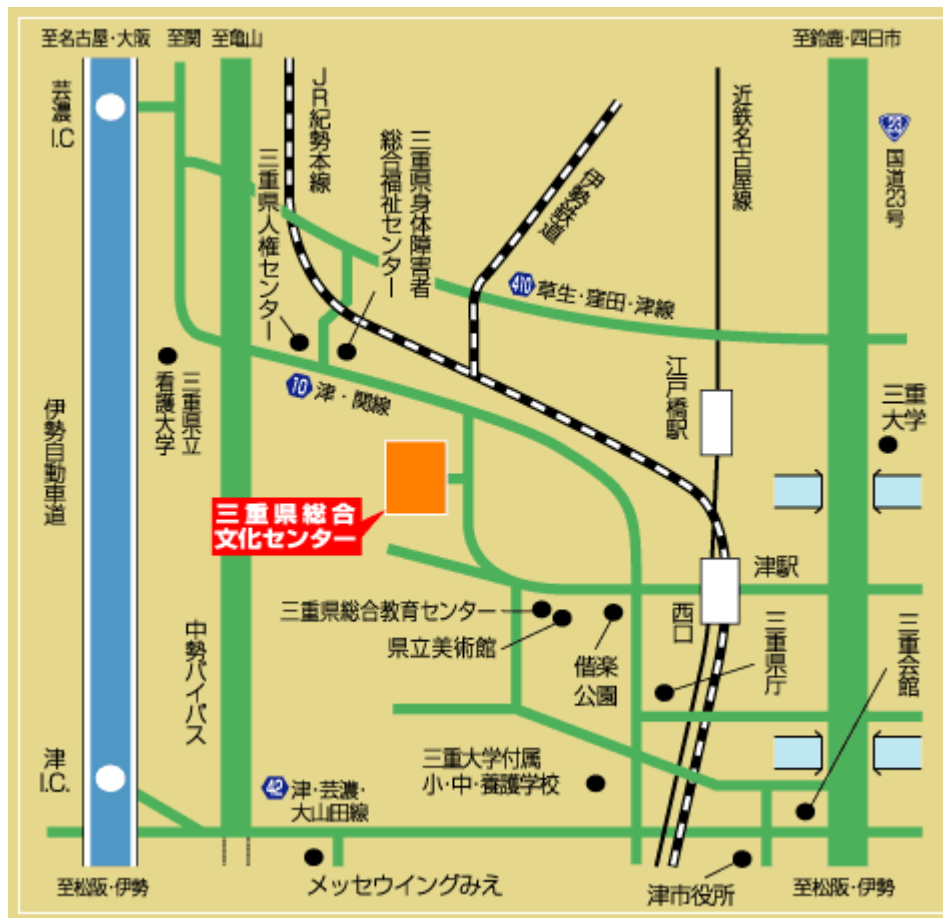 至名古屋・大阪
至関
至亀山
至鈴鹿・四日市
芸濃
I.C
JR紀勢本線
三重県人権センター
三重県身体障害者
総合福祉センター
伊勢鉄道
近鉄名古屋線
23
国道23号
410
草生・窪田・津線
三重県立
看護大学
10
津・関線
江戸橋駅
三重
大学
伊勢自動車道
三重県総合
文化センター
津駅
西口
三重県総合教育センター
県立美術館
偕楽
公園
三重県庁
三重会館
中勢バイパス
津
I.C.
42
津・芸濃・
大山田線
三重大学付属
小・中・養護学校
至松阪・伊勢
メッセウイングみえ
津市役所
至松阪・伊勢